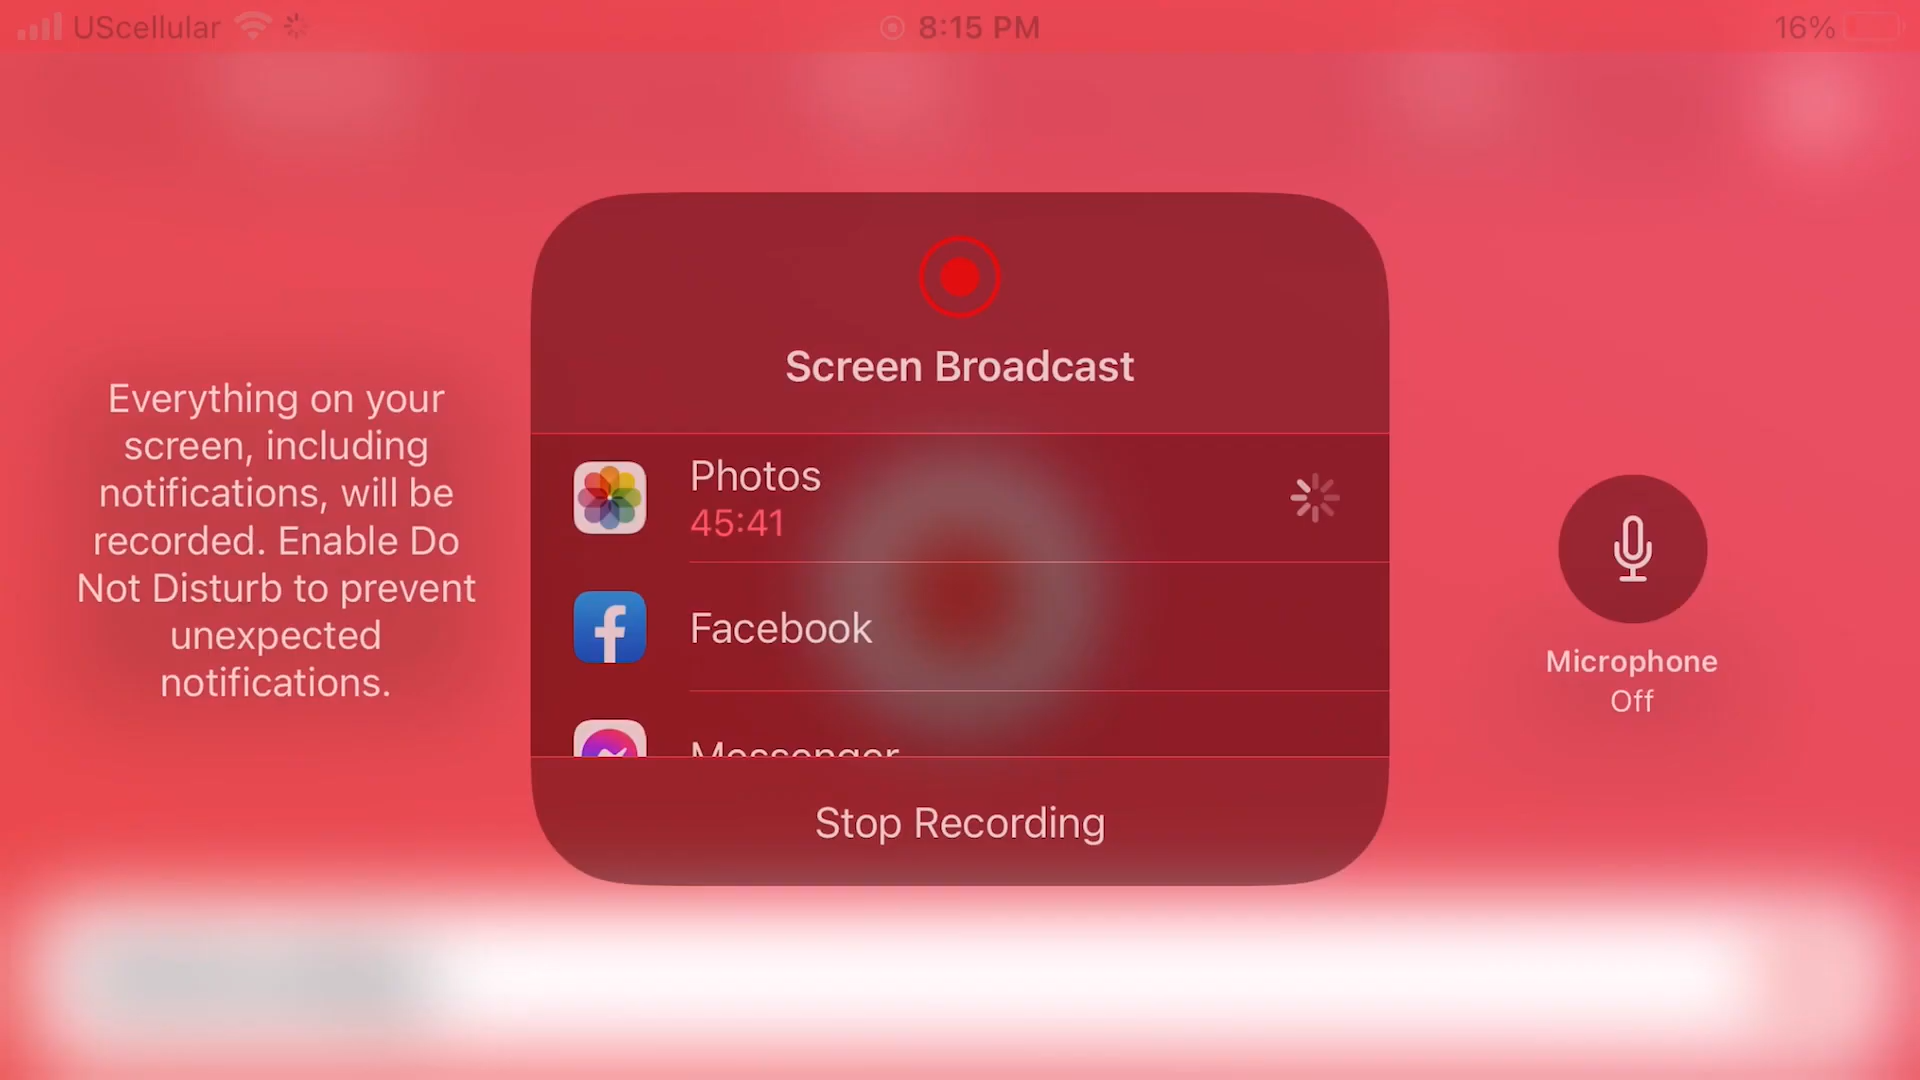 UScellular 8:15 PM 16%
Screen Broadcast
Everything on your
screen, including
notifications, will be
recorded. Enable Do
Not Disturb to prevent
unexpected
notifications.
Photos
45:41
Facebook
Messenger
Stop Recording
Microphone
Off